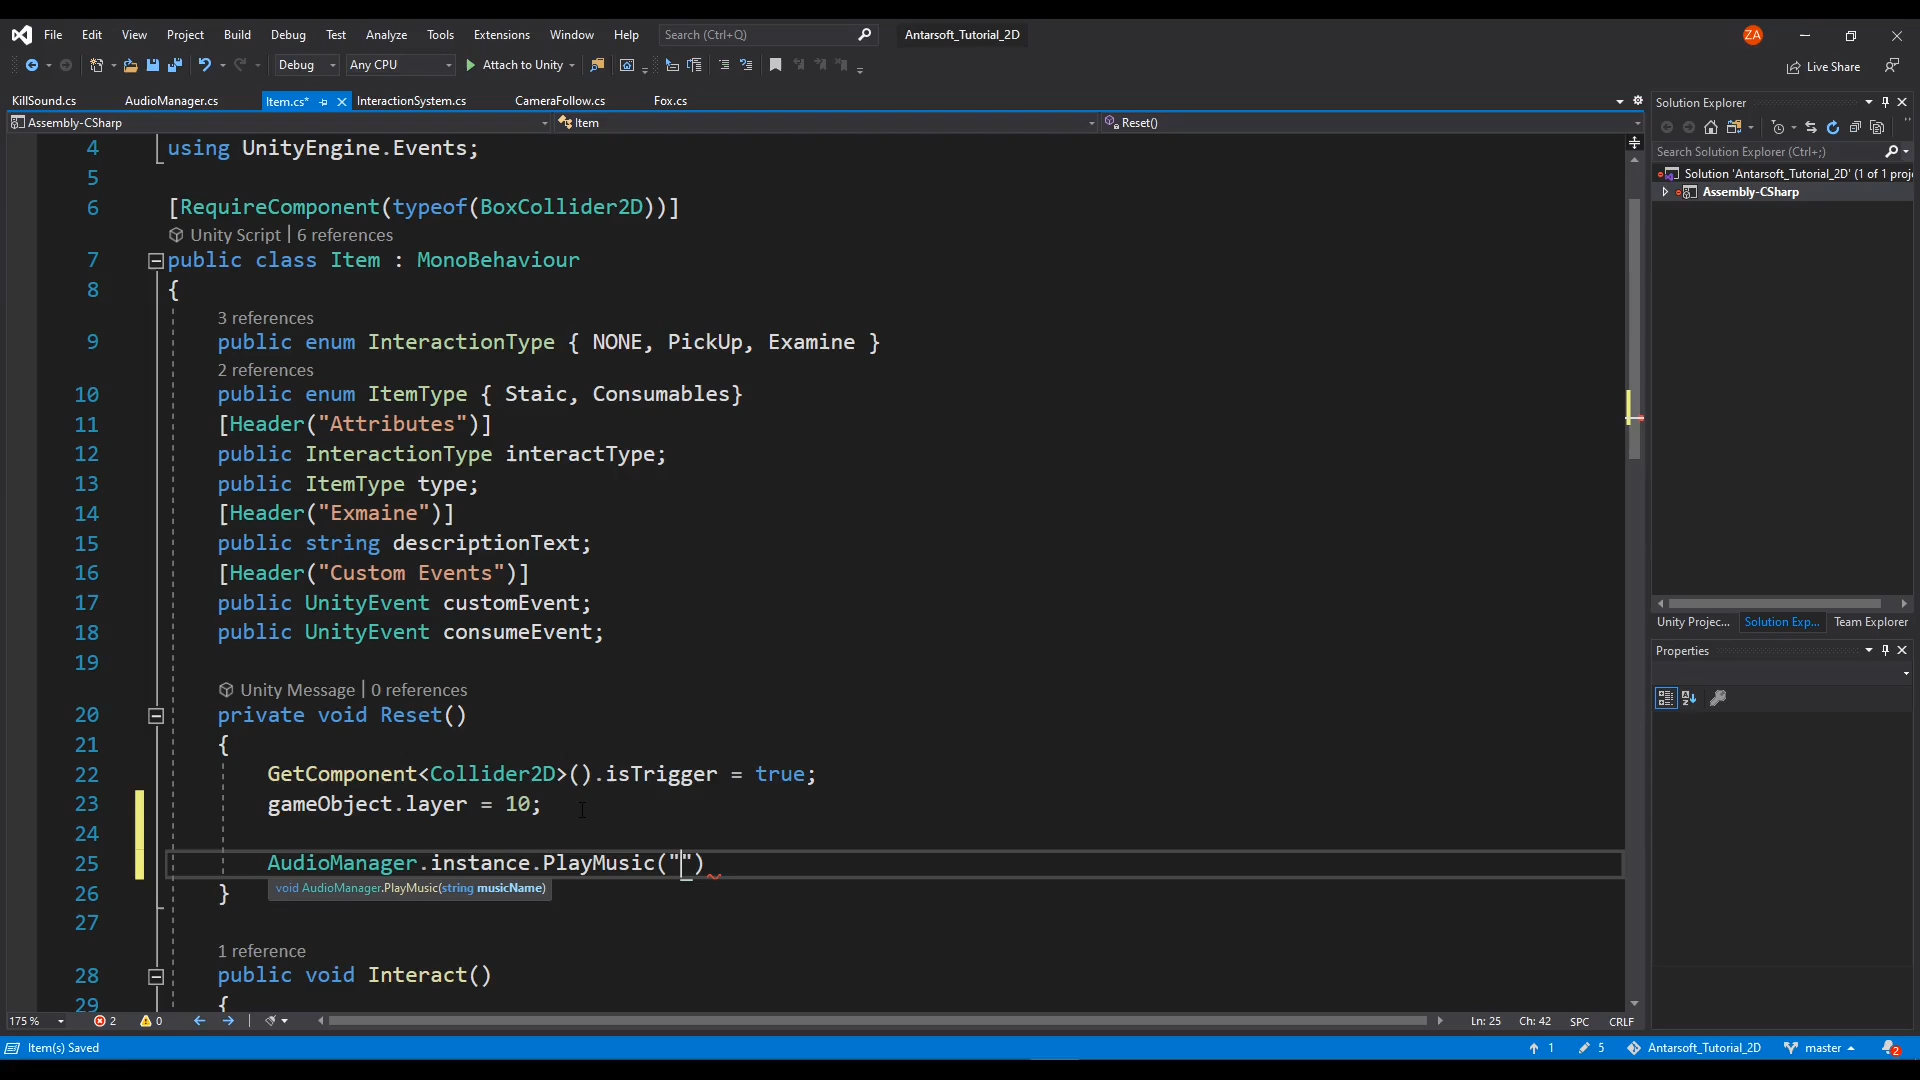 File Edit View Project Build Debug Test Analyze Tools Extensions Window Help Search (Ctrl+Q) Antarsoft_Tutorial_2D ZA
Debug Any CPU Attach to Unity Live Share
KillSound.cs AudioManager.cs Item.cs* InteractionSystem.cs CameraFollow.cs Fox.cs
Assembly-CSharp Item Reset()
4 using UnityEngine.Events;
5
6 [RequireComponent(typeof(BoxCollider2D))]
Unity Script | 6 references
7 public class Item : MonoBehaviour
8 {
3 references
9 public enum InteractionType { NONE, PickUp, Examine }
2 references
10 public enum ItemType { Staic, Consumables}
11 [Header("Attributes")]
12 public InteractionType interactType;
13 public ItemType type;
14 [Header("Exmaine")]
15 public string descriptionText;
16 [Header("Custom Events")]
17 public UnityEvent customEvent;
18 public UnityEvent consumeEvent;
19
Unity Message | 0 references
20 private void Reset()
21 {
22 GetComponent<Collider2D>().isTrigger = true;
23 gameObject.layer = 10;
24
25 AudioManager.instance.PlayMusic("")
void AudioManager.PlayMusic(string musicName)
26 }
27
1 reference
28 public void Interact()
29 {
175 % 2 0 Ln: 25 Ch: 42 SPC CRLF
Item(s) Saved 1 5 Antarsoft_Tutorial_2D master 2
Solution Explorer
Search Solution Explorer (Ctrl+;)
Solution 'Antarsoft_Tutorial_2D' (1 of 1 proj
Assembly-CSharp
Unity Projec... Solution Exp... Team Explorer
Properties